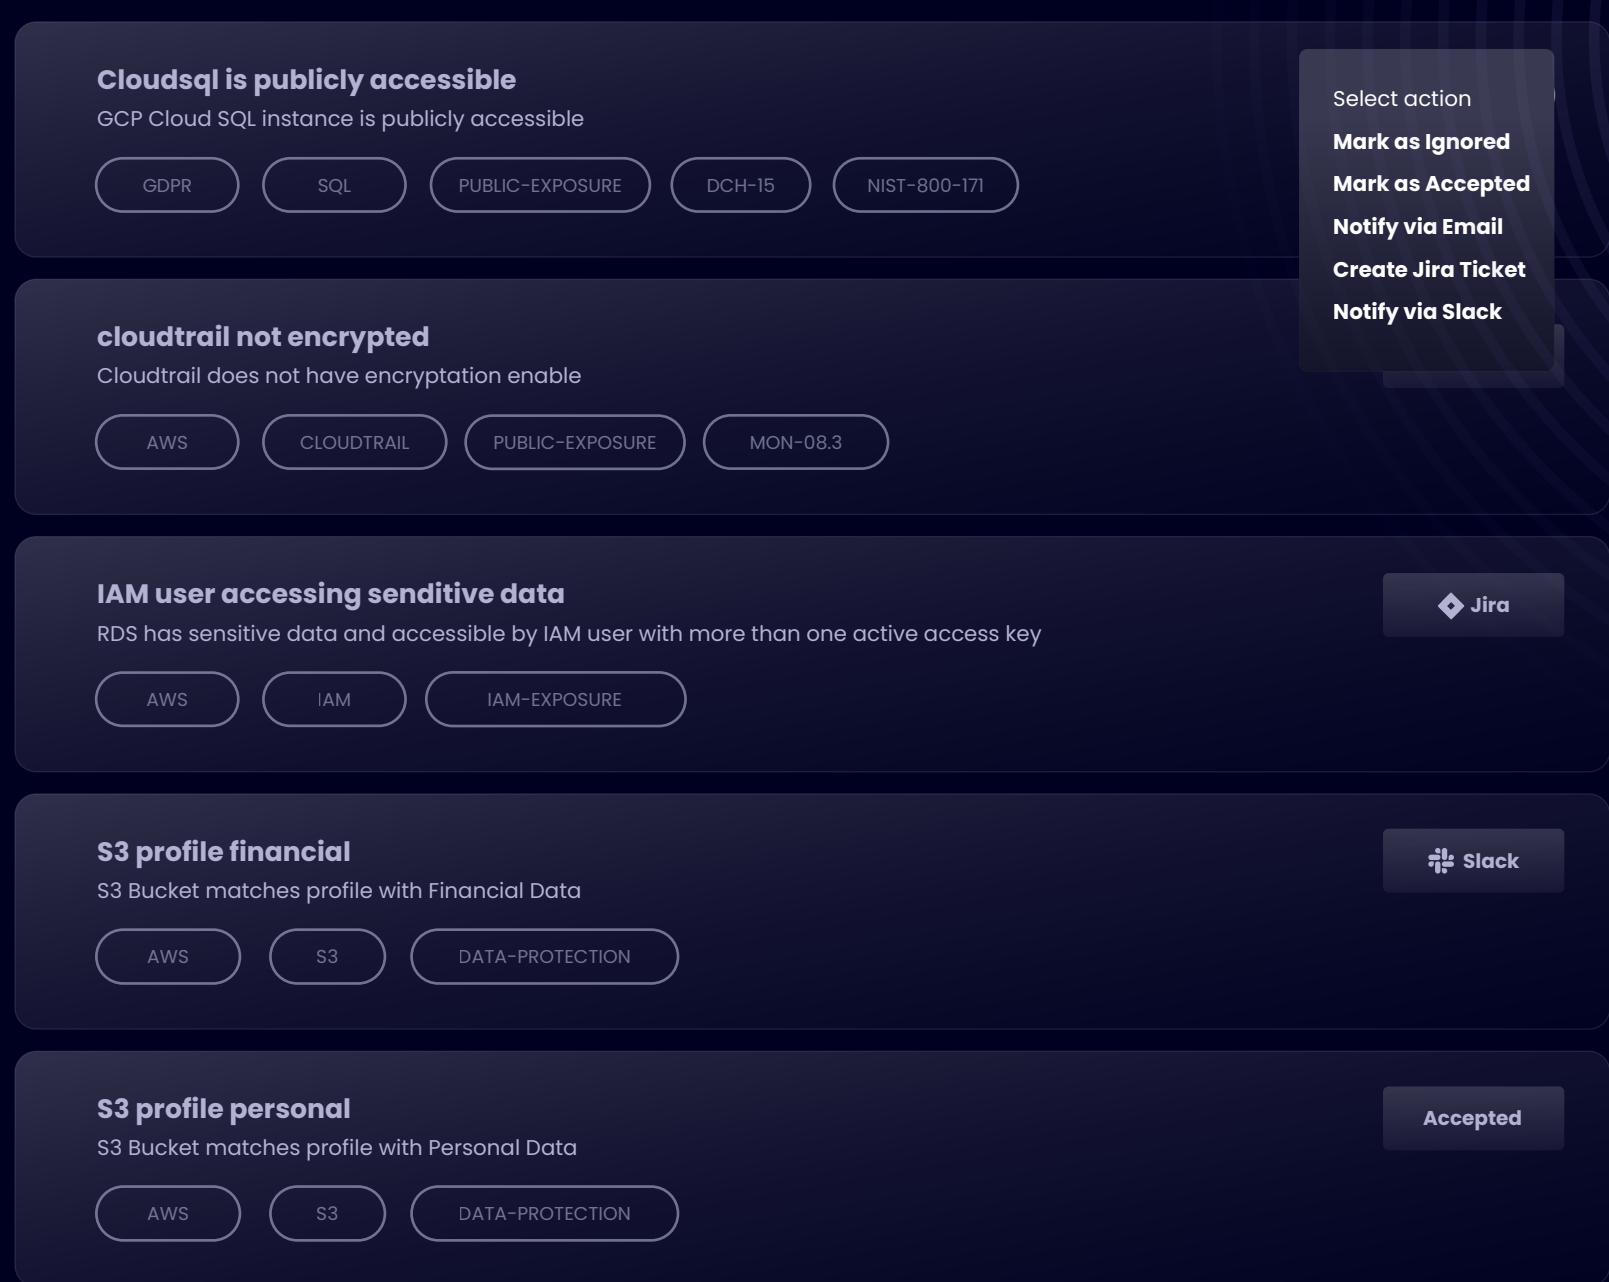 Cloudsql is publicly accessible
GCP Cloud SQL instance is publicly accessible
GDPR
SQL
PUBLIC-EXPOSURE
DCH-15
NIST-800-171
Select action
Mark as Ignored
Mark as Accepted
Notify via Email
Create Jira Ticket
Notify via Slack
cloudtrail not encrypted
Cloudtrail does not have encryptation enable
AWS
CLOUDTRAIL
PUBLIC-EXPOSURE
MON-08.3
IAM user accessing senditive data
RDS has sensitive data and accessible by IAM user with more than one active access key
AWS
IAM
IAM-EXPOSURE
Jira
S3 profile financial
S3 Bucket matches profile with Financial Data
AWS
S3
DATA-PROTECTION
Slack
S3 profile personal
S3 Bucket matches profile with Personal Data
AWS
S3
DATA-PROTECTION
Accepted